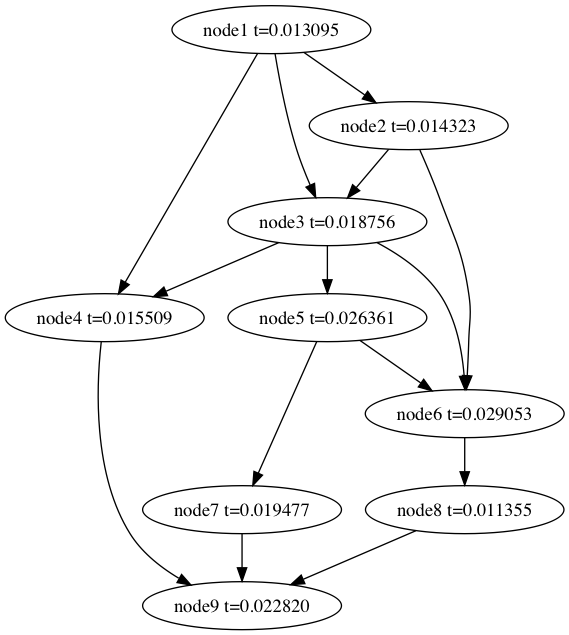 node1 t=0.013095
node2 t=0.014323
node3 t=0.018756
node4 t=0.015509
node5 t=0.026361
node6 t=0.029053
node7 t=0.019477
node8 t=0.011355
node9 t=0.022820